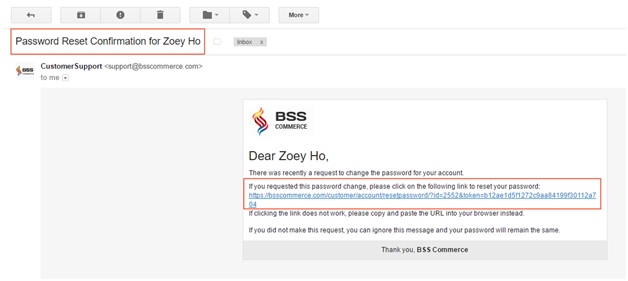 More
Password Reset Confirmation for Zoey Ho
Inbox x
CustomerSupport <support@bsscommerce.com>
to me
BSS
COMMERCE
Dear Zoey Ho,
There was recently a request to change the password for your account.
If you requested this password change, please click on the following link to reset your password:
https://bsscommerce.com/customer/account/resetpassword/?id=2552&token=b12ae1d5f1272c9aa84199f30112a7
04
If clicking the link does not work, please copy and paste the URL into your browser instead.
If you did not make this request, you can ignore this message and your password will remain the same.
Thank you, BSS Commerce